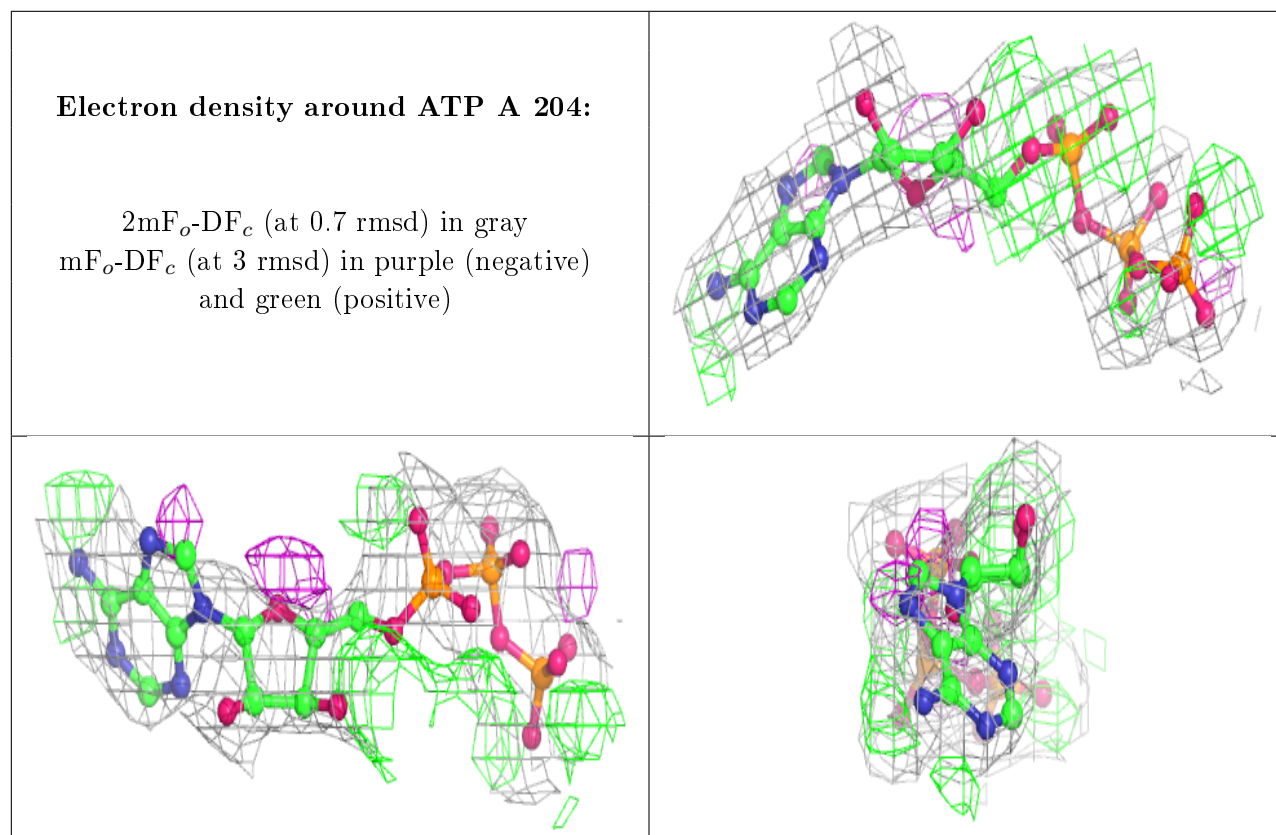 Electron density around ATP A 204:
2mFₒ-DF𝒸 (at 0.7 rmsd) in gray
mFₒ-DF𝒸 (at 3 rmsd) in purple (negative)
and green (positive)